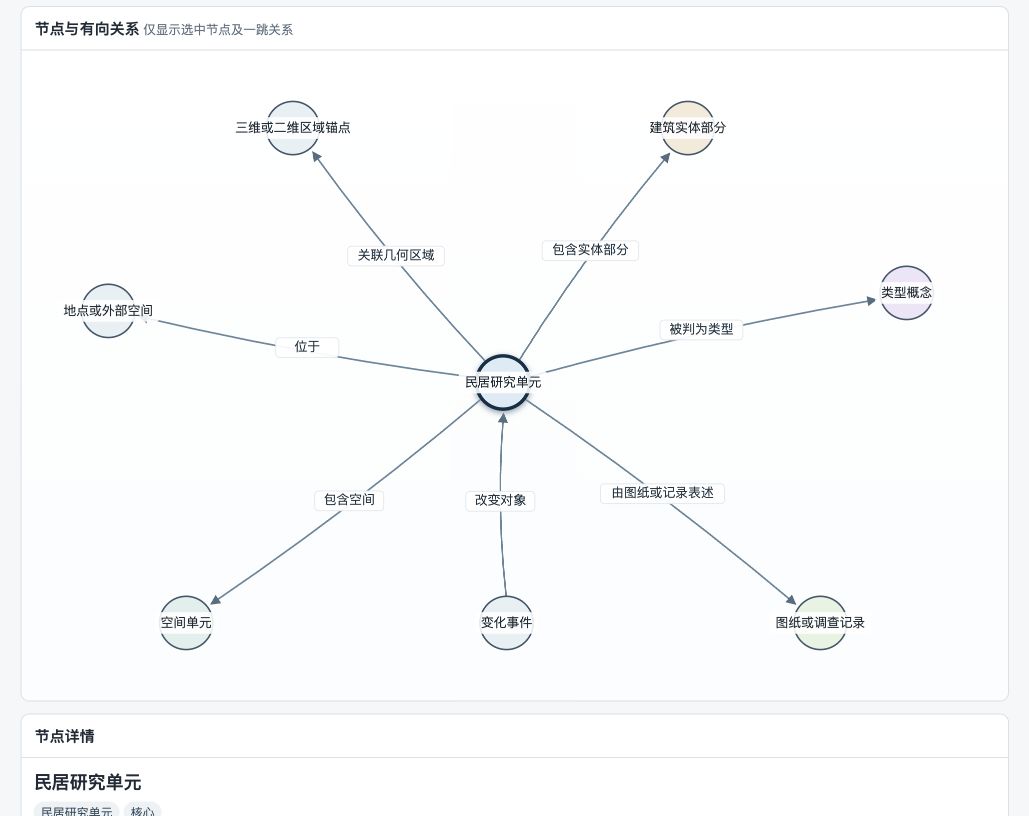 节点与有向关系 仅显示选中节点及一跳关系
三维或二维区域锚点
建筑实体部分
关联几何区域
包含实体部分
类型概念
地点或外部空间
被判为类型
位于
民居研究单元
包含空间
改变对象
由图纸或记录表述
空间单元
变化事件
图纸或调查记录
节点详情
民居研究单元
民居研究单元 核心